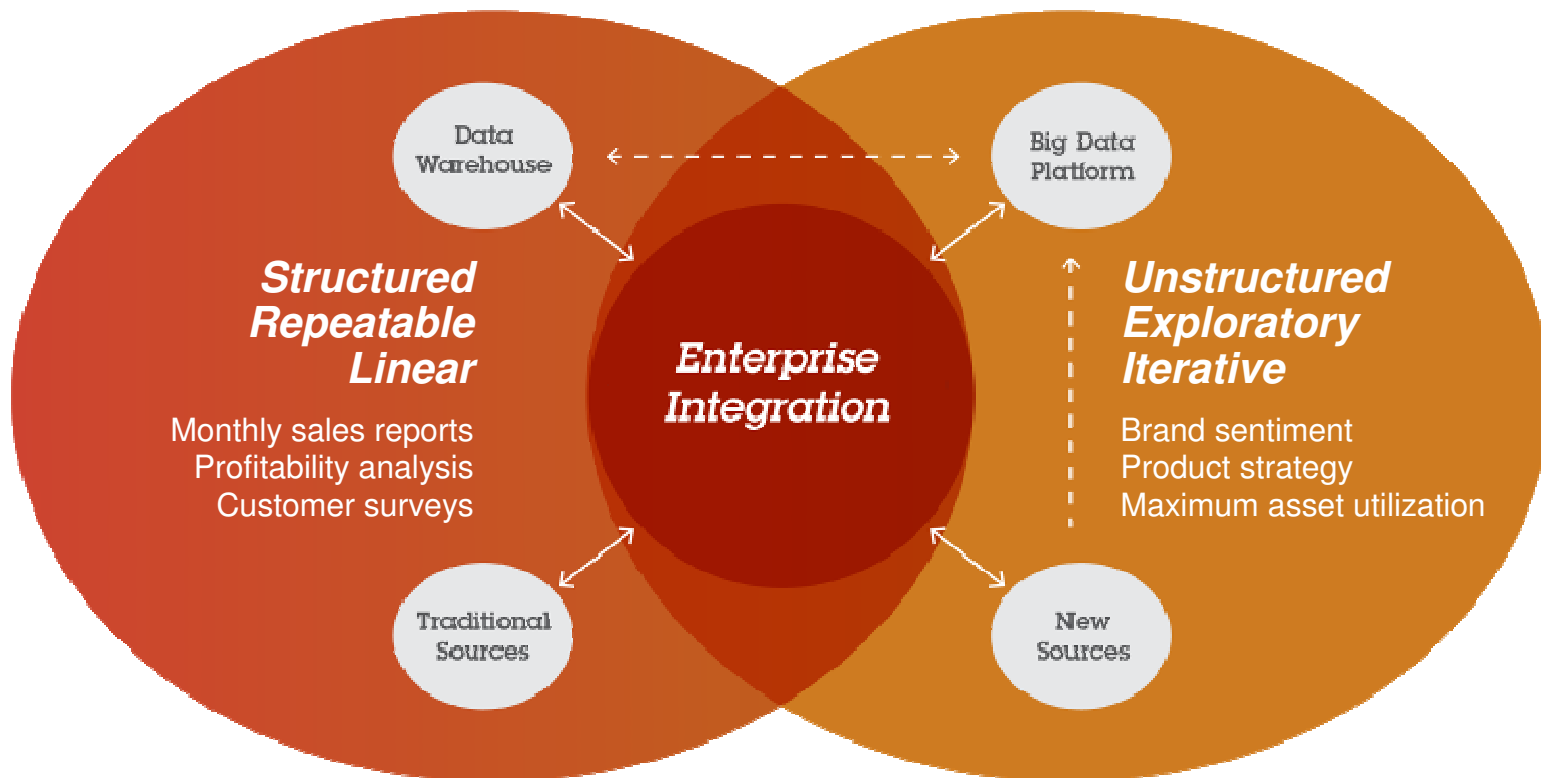 Data
Warehouse
Big Data
Platform
Structured
Repeatable
Linear
Monthly sales reports
Profitability analysis
Customer surveys
Enterprise
Integration
Unstructured
Exploratory
Iterative
Brand sentiment
Product strategy
Maximum asset utilization
Traditional
Sources
New
Sources